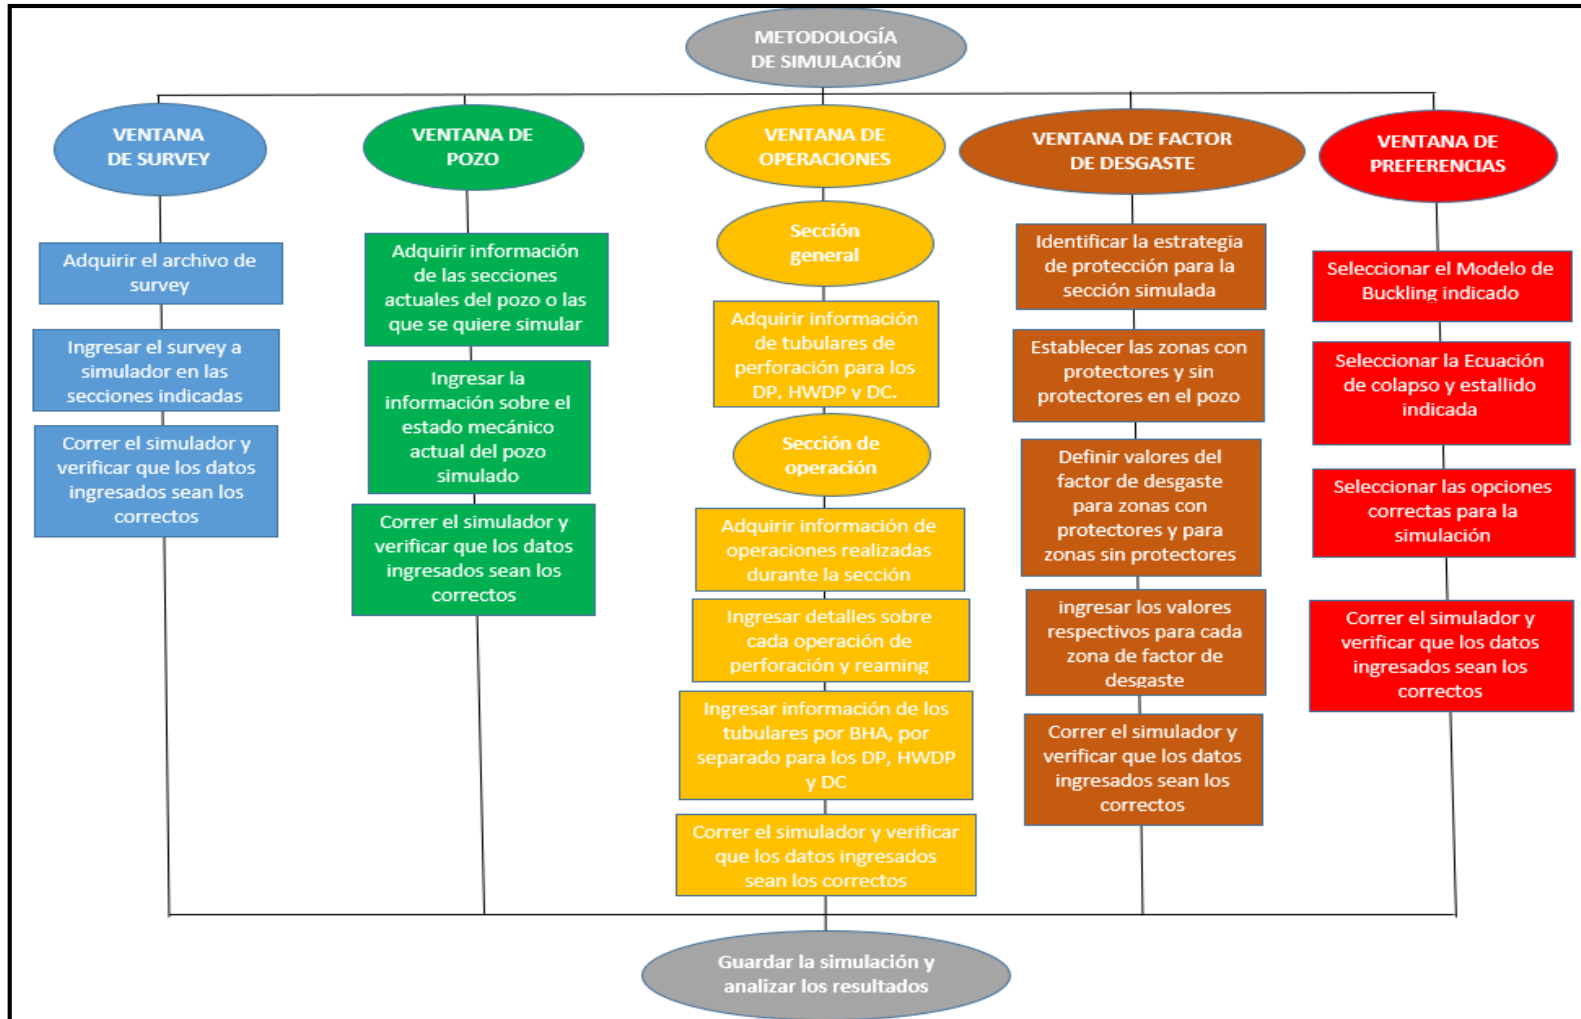 METODOLOGÍA
DE SIMULACIÓN
VENTANA
DE SURVEY
Adquirir el archivo de
survey
Ingresar el survey a
simulador en las
secciones indicadas
Correr el simulador y
verificar que los datos
ingresados sean los
correctos
VENTANA DE
POZO
Adquirir información
de las secciones
actuales del pozo o las
que se quiere simular
Ingresar la
información sobre el
estado mecánico
actual del pozo
simulado
Correr el simulador y
verificar que los datos
ingresados sean los
correctos
VENTANA DE
OPERACIONES
Sección
general
Adquirir información
de tubulares de
perforación para los
DP, HWDP y DC.
Sección de
operación
Adquirir información de
operaciones realizadas
durante la sección
Ingresar detalles sobre
cada operación de
perforación y reaming
Ingresar información de los
tubulares por BHA, por
separado para los DP, HWDP
y DC
Correr el simulador y verificar
que los datos ingresados
sean los correctos
VENTANA DE FACTOR
DE DESGASTE
Identificar la estrategia
de protección para la
sección simulada
Establecer las zonas con
protectores y sin
protectores en el pozo
Definir valores del
factor de desgaste
para zonas con
protectores y para
zonas sin protectores
ingresar los valores
respectivos para cada
zona de factor de
desgaste
Correr el simulador y
verificar que los datos
ingresados sean los
correctos
VENTANA DE
PREFERENCIAS
Seleccionar el Modelo de
Buckling indicado
Seleccionar la Ecuación
de colapso y estallido
indicada
Seleccionar las opciones
correctas para la
simulación
Correr el simulador y
verificar que los datos
ingresados sean los
correctos
Guardar la simulación y
analizar los resultados